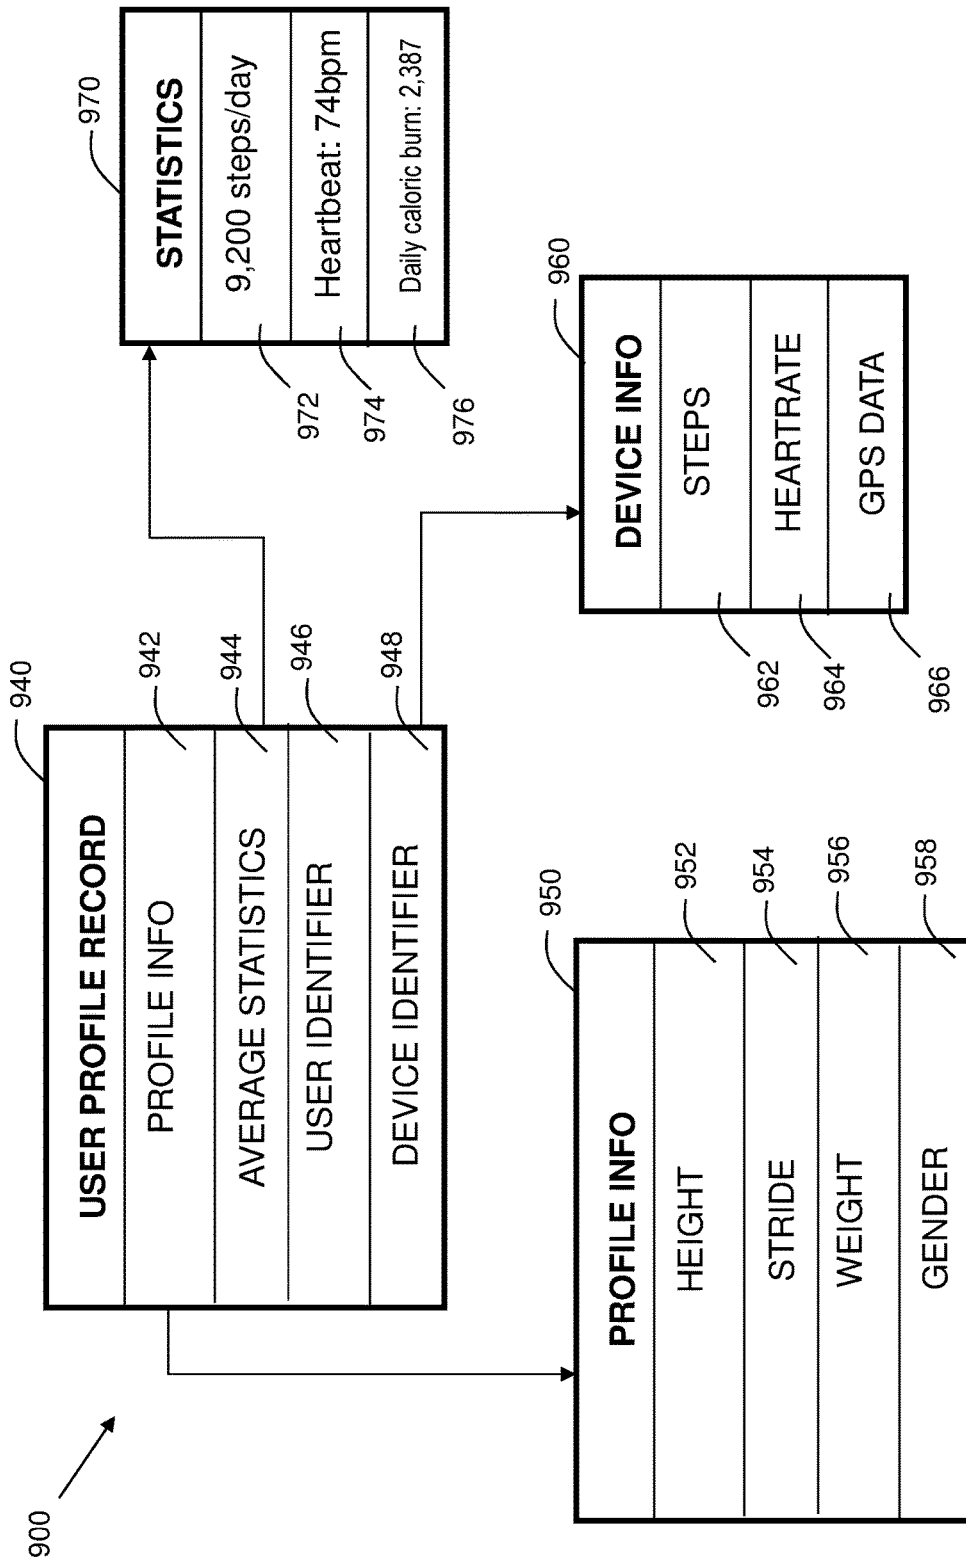 900
940
USER PROFILE RECORD
PROFILE INFO
942
AVERAGE STATISTICS
944
USER IDENTIFIER
946
DEVICE IDENTIFIER
948
970
STATISTICS
9,200 steps/day
972
Heartbeat: 74bpm
974
Daily caloric burn: 2,387
976
950
PROFILE INFO
HEIGHT
952
STRIDE
954
WEIGHT
956
GENDER
958
960
DEVICE INFO
STEPS
962
HEARTRATE
964
GPS DATA
966